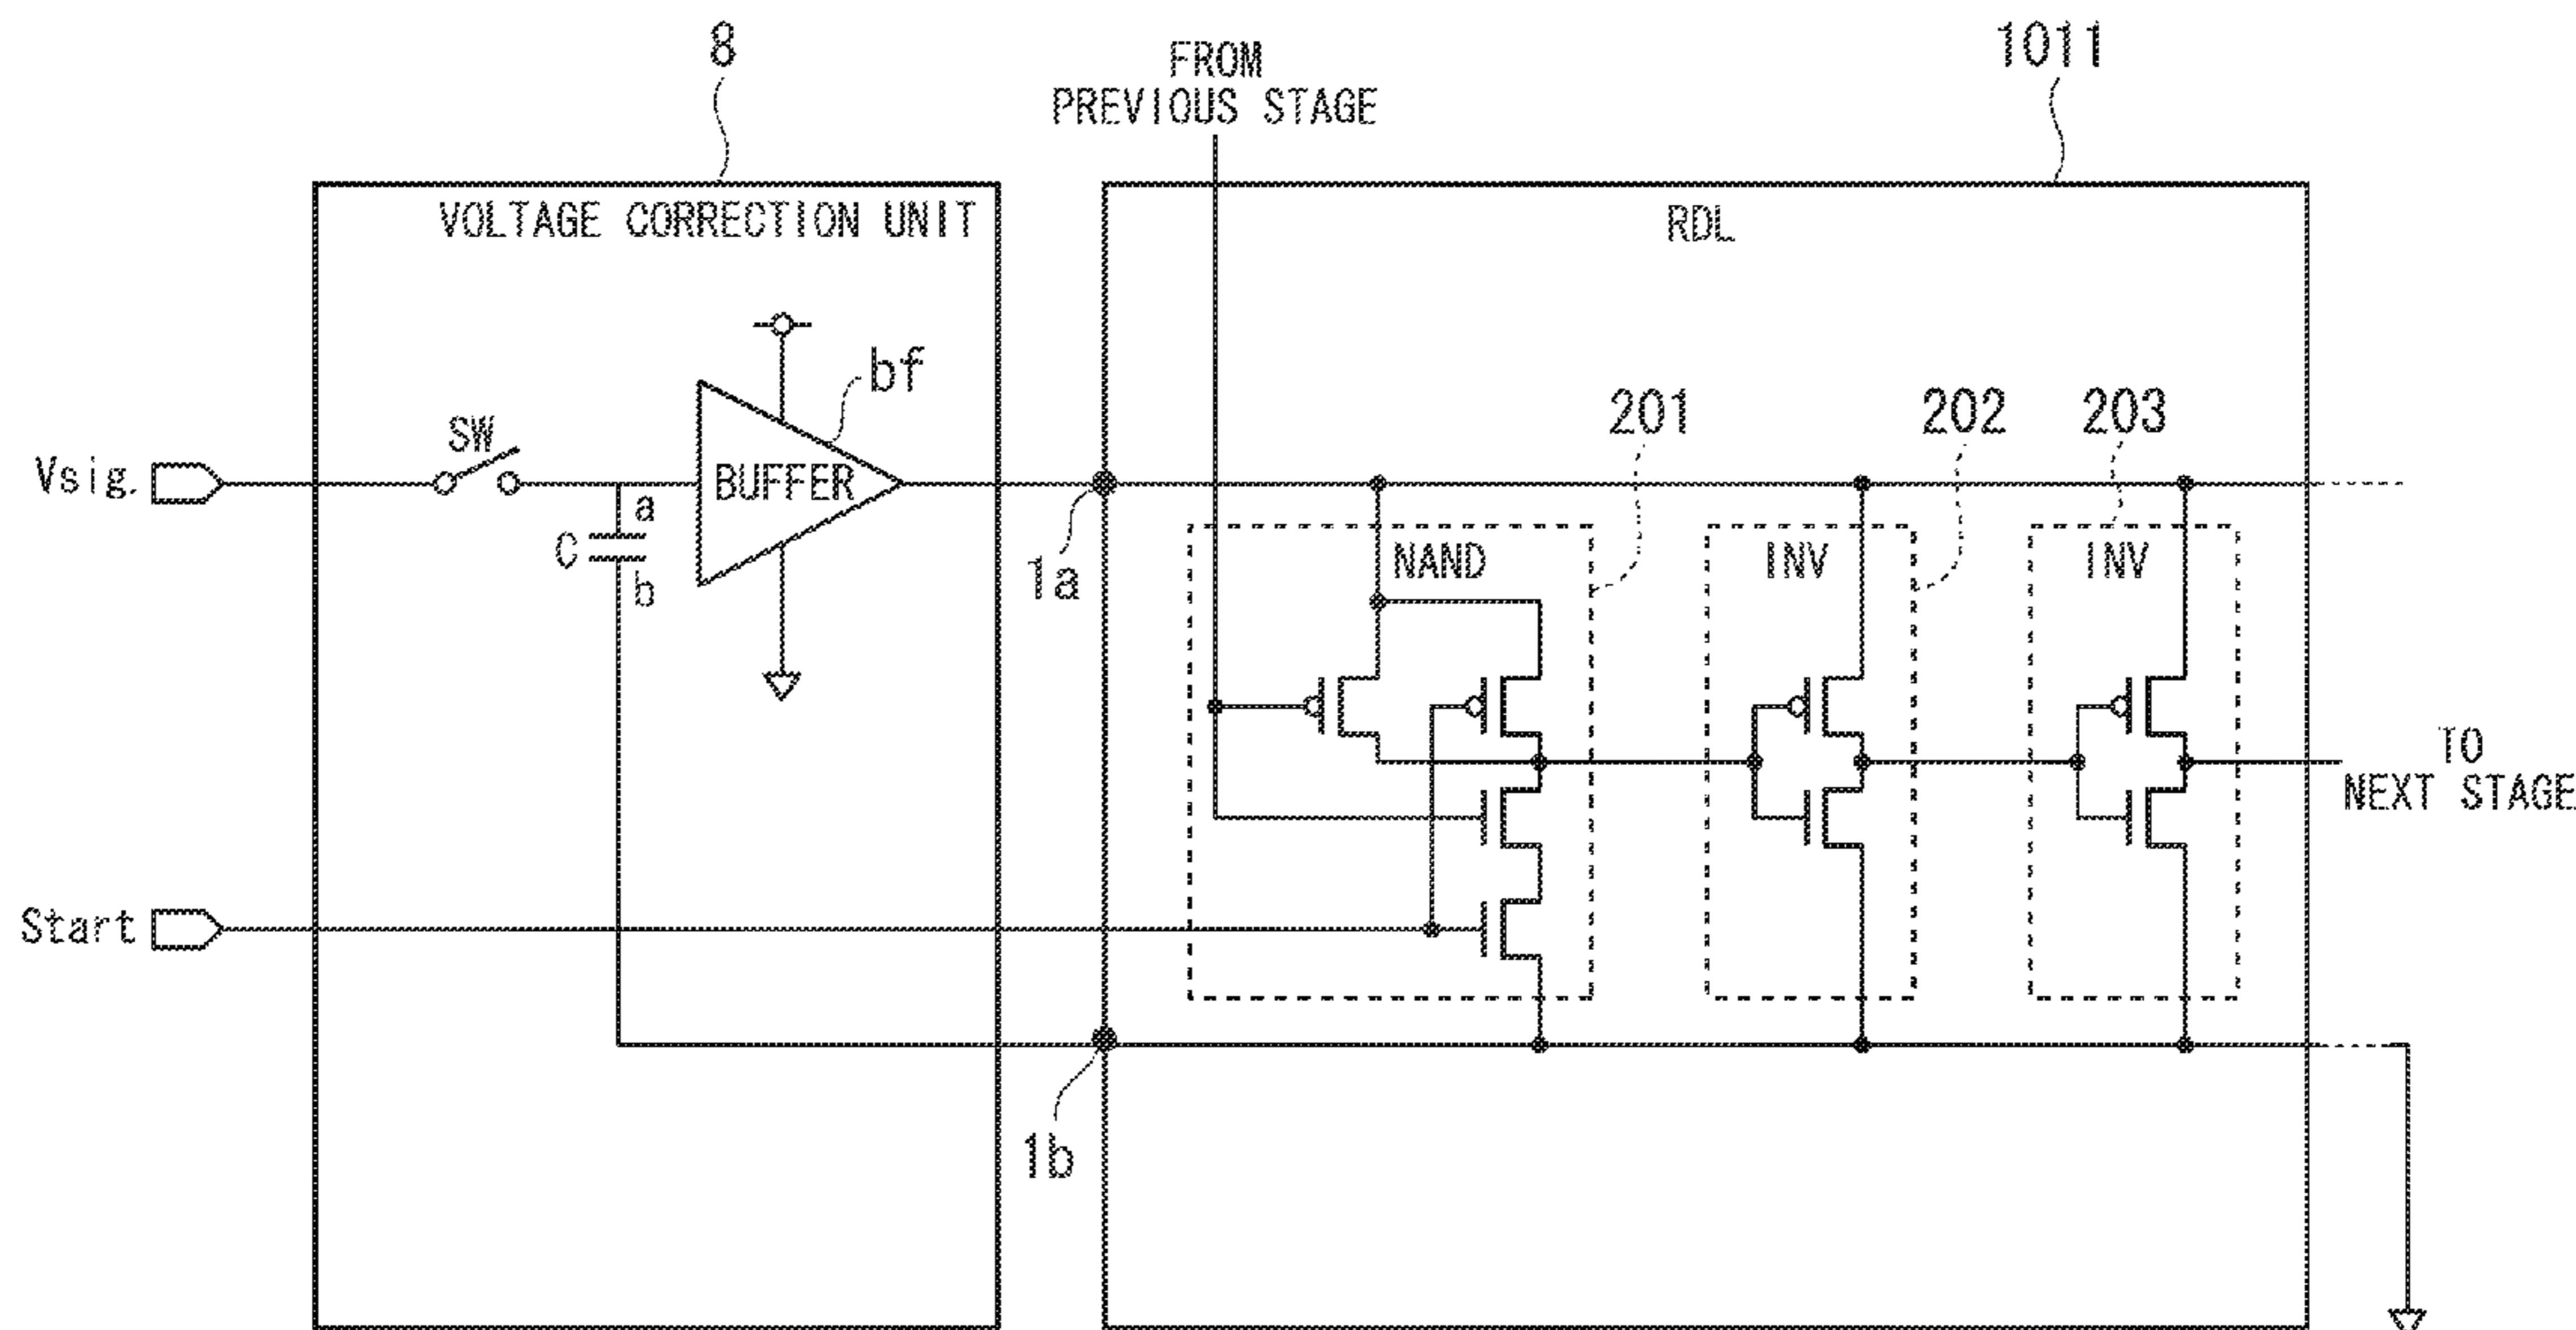 8
FROM
PREVIOUS STAGE
1011
VOLTAGE CORRECTION UNIT
RDL
bf
201
202
203
SW
Vsig.
BUFFER
a
C
b
1a
NAND
INV
INV
TO
NEXT STAGE
Start
1b